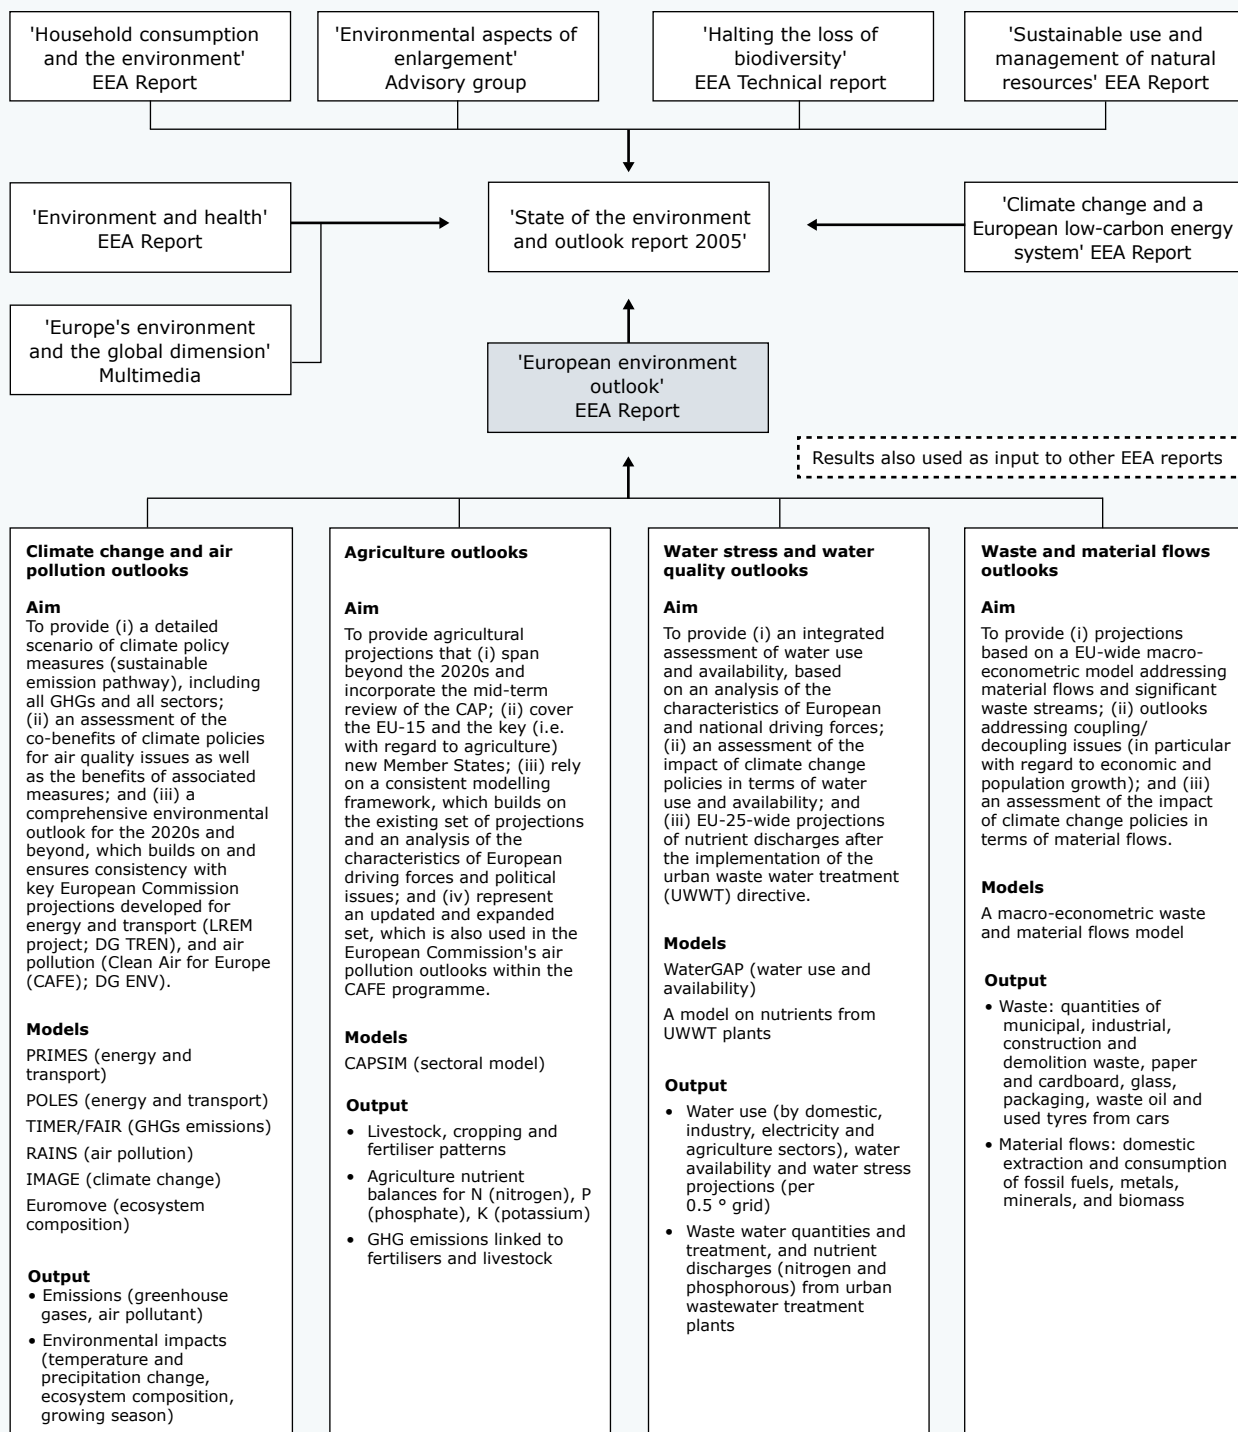 'Household consumption
and the environment'
EEA Report
'Environmental aspects of
enlargement'
Advisory group
'Halting the loss of
biodiversity'
EEA Technical report
'Sustainable use and
management of natural
resources' EEA Report
'Environment and health'
EEA Report
'State of the environment
and outlook report 2005'
'Climate change and a
European low-carbon energy
system' EEA Report
'Europe's environment
and the global dimension'
Multimedia
'European environment
outlook'
EEA Report
Results also used as input to other EEA reports
Climate change and air
pollution outlooks
Aim
To provide (i) a detailed
scenario of climate policy
measures (sustainable
emission pathway), including
all GHGs and all sectors;
(ii) an assessment of the
co-benefits of climate policies
for air quality issues as well
as the benefits of associated
measures; and (iii) a
comprehensive environmental
outlook for the 2020s and
beyond, which builds on and
ensures consistency with
key European Commission
projections developed for
energy and transport (LREM
project; DG TREN), and air
pollution (Clean Air for Europe
(CAFE); DG ENV).
Models
PRIMES (energy and
transport)
POLES (energy and transport)
TIMER/FAIR (GHGs emissions)
RAINS (air pollution)
IMAGE (climate change)
Euromove (ecosystem
composition)
Output
• Emissions (greenhouse
gases, air pollutant)
• Environmental impacts
(temperature and
precipitation change,
ecosystem composition,
growing season)
Agriculture outlooks
Aim
To provide agricultural
projections that (i) span
beyond the 2020s and
incorporate the mid-term
review of the CAP; (ii) cover
the EU-15 and the key (i.e.
with regard to agriculture)
new Member States; (iii) rely
on a consistent modelling
framework, which builds on
the existing set of projections
and an analysis of the
characteristics of European
driving forces and political
issues; and (iv) represent
an updated and expanded
set, which is also used in the
European Commission's air
pollution outlooks within the
CAFE programme.
Models
CAPSIM (sectoral model)
Output
• Livestock, cropping and
fertiliser patterns
• Agriculture nutrient
balances for N (nitrogen), P
(phosphate), K (potassium)
• GHG emissions linked to
fertilisers and livestock
Water stress and water
quality outlooks
Aim
To provide (i) an integrated
assessment of water use
and availability, based
on an analysis of the
characteristics of European
and national driving forces;
(ii) an assessment of the
impact of climate change
policies in terms of water
use and availability; and
(iii) EU-25-wide projections
of nutrient discharges after
the implementation of the
urban waste water treatment
(UWWT) directive.
Models
WaterGAP (water use and
availability)
A model on nutrients from
UWWT plants
Output
• Water use (by domestic,
industry, electricity and
agriculture sectors), water
availability and water stress
projections (per
0.5 ° grid)
• Waste water quantities and
treatment, and nutrient
discharges (nitrogen and
phosphorous) from urban
wastewater treatment
plants
Waste and material flows
outlooks
Aim
To provide (i) projections
based on a EU-wide macro-
econometric model addressing
material flows and significant
waste streams; (ii) outlooks
addressing coupling/
decoupling issues (in particular
with regard to economic and
population growth); and (iii)
an assessment of the impact
of climate change policies in
terms of material flows.
Models
A macro-econometric waste
and material flows model
Output
• Waste: quantities of
municipal, industrial,
construction and
demolition waste, paper
and cardboard, glass,
packaging, waste oil and
used tyres from cars
• Material flows: domestic
extraction and consumption
of fossil fuels, metals,
minerals, and biomass